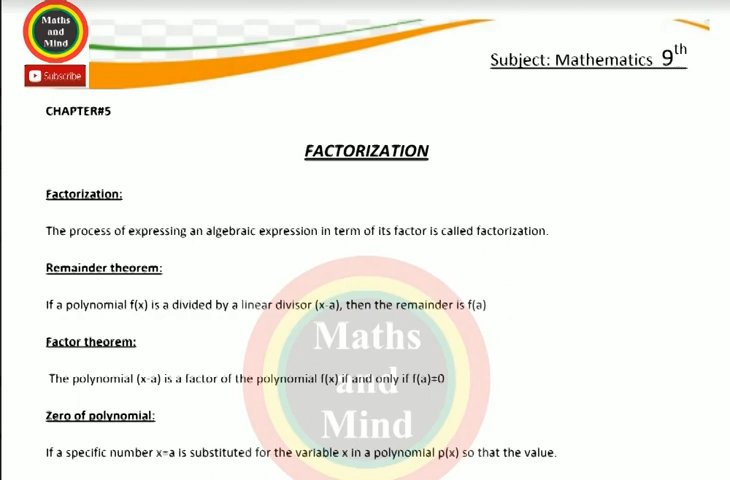 Maths
and
Mind
Subscribe
Subject: Mathematics 9th
CHAPTER#5
FACTORIZATION
Factorization:
The process of expressing an algebraic expression in term of its factor is called factorization.
Remainder theorem:
If a polynomial f(x) is a divided by a linear divisor (x-a), then the remainder is f(a)
Factor theorem:
The polynomial (x-a) is a factor of the polynomial f(x) if and only if f(a)=0
Zero of polynomial:
If a specific number x=a is substituted for the variable x in a polynomial p(x) so that the value.
Maths
and
Mind